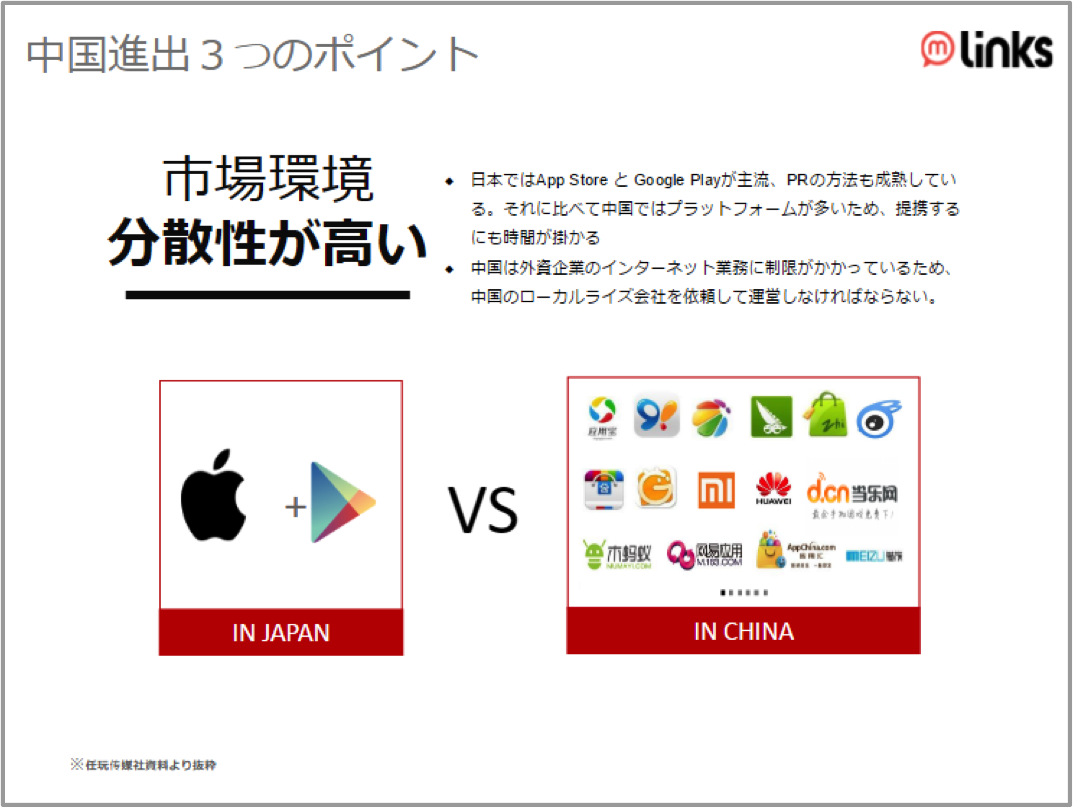 中国進出３つのポイント
links
市場環境
分散性が高い
日本ではApp Store と Google Playが主流、PRの方法も成熟してい
る。それに比べて中国ではプラットフォームが多いため、提携する
にも時間が掛かる
中国は外資企業のインターネット業務に制限がかかっているため、
中国のローカルライズ会社を依頼して運営しなければならない。
+
VS
应用宝
91
zhi
mi
HUAWEI
d.cn当乐网
木蚂蚁
MUMAYI.COM
网易应用
M.163.COM
AppChina.com
MEIZU
IN JAPAN
IN CHINA
※任玩传媒社資料より抜粋